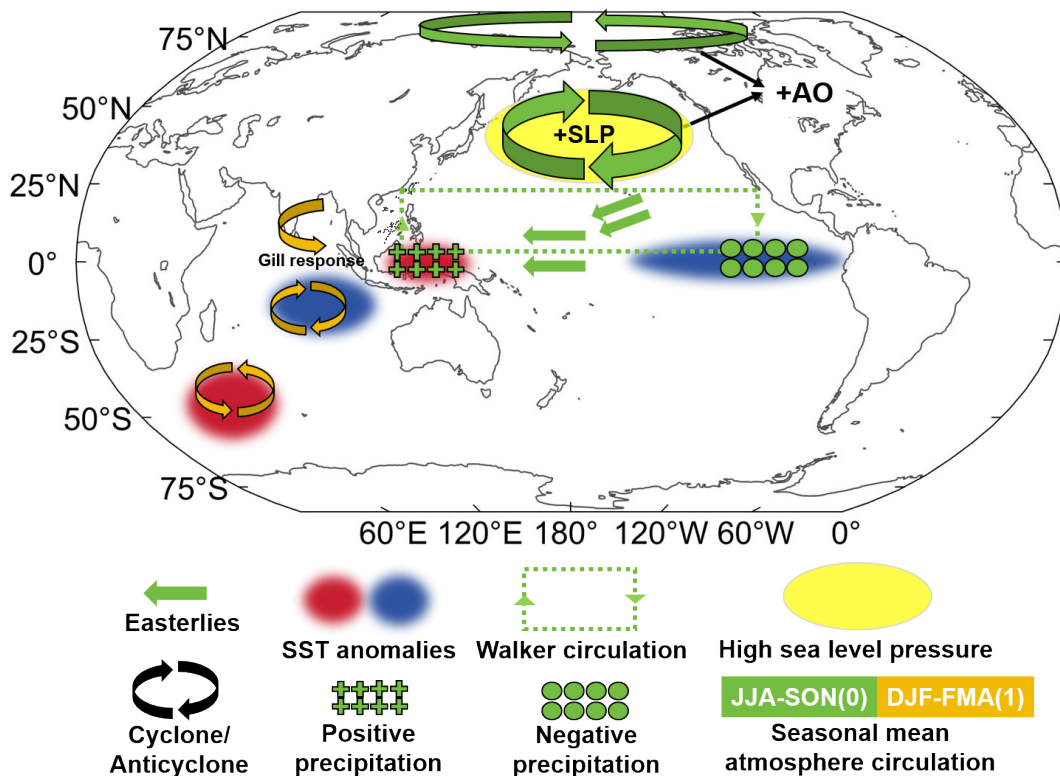 75°N
+AO
50°N
+SLP
25°N
Gill response
0°
25°S
50°S
75°S
60°E 120°E 180° 120°W 60°W 0°
Easterlies
SST anomalies
Walker circulation
High sea level pressure
JJA-SON(0) DJF-FMA(1)
Cyclone/
Anticyclone
Positive
precipitation
Negative
precipitation
Seasonal mean
atmosphere circulation